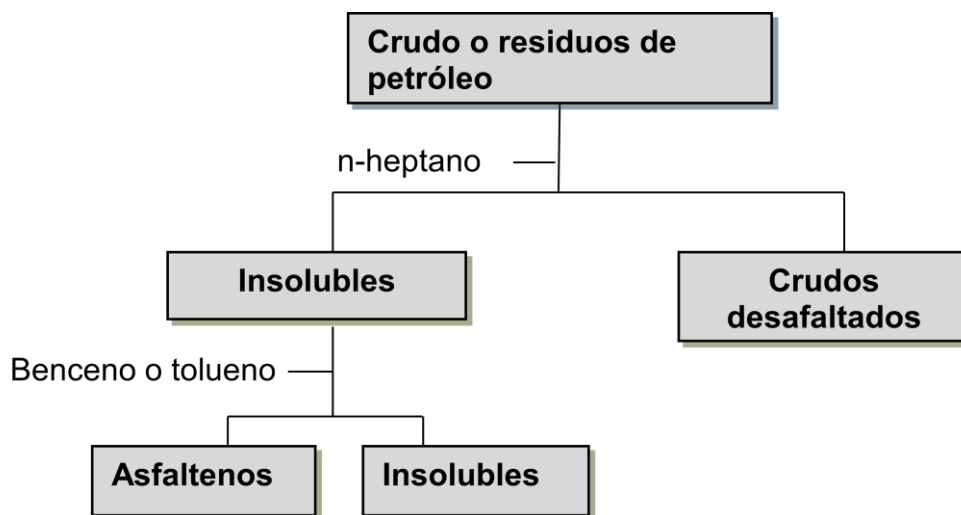 Crudo o residuos de
petróleo
n-heptano
Insolubles
Crudos
desafaltados
Benceno o tolueno
Asfaltenos
Insolubles